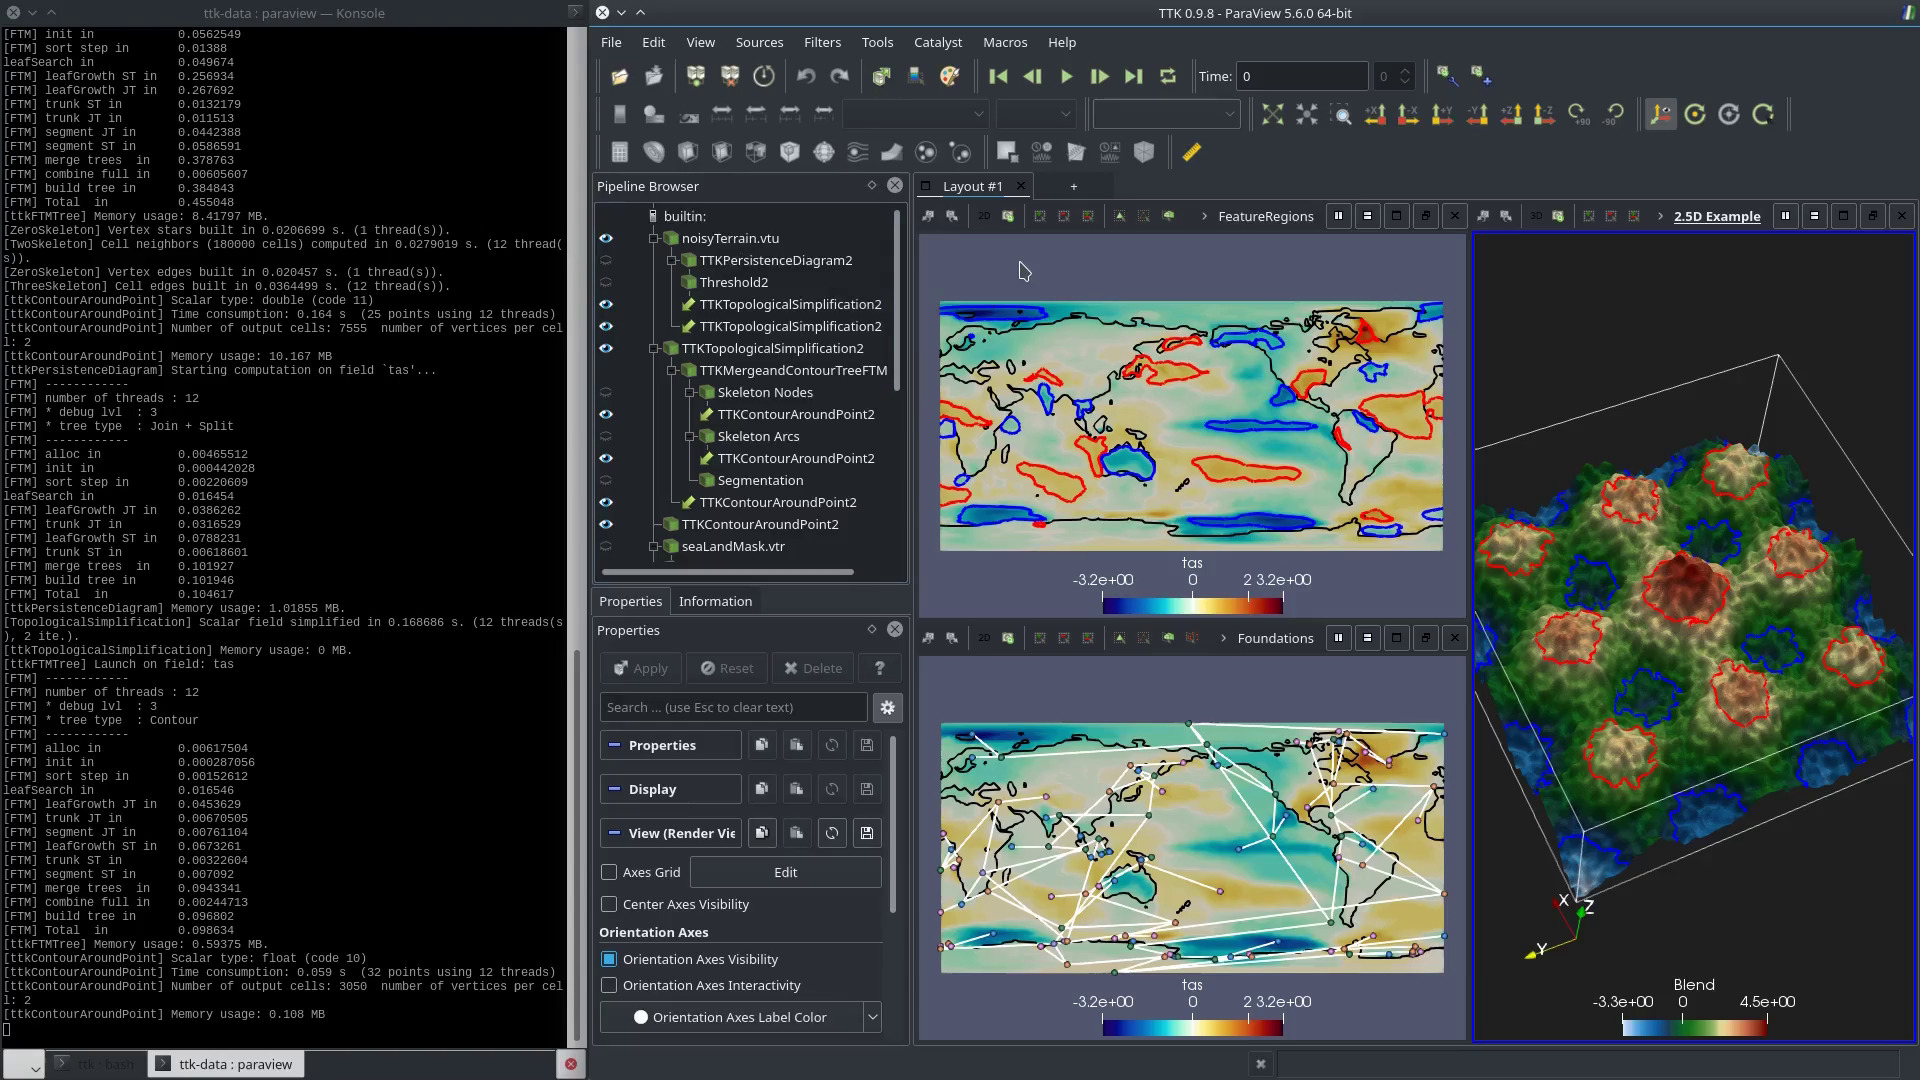 ttk-data : paraview — Konsole
[FTM] init in 0.0562549
[FTM] sort step in 0.01388
leafSearch in 0.049674
[FTM] leafGrowth ST in 0.256934
[FTM] leafGrowth JT in 0.267692
[FTM] trunk ST in 0.0132179
[FTM] trunk JT in 0.011513
[FTM] segment JT in 0.0442388
[FTM] segment ST in 0.0586591
[FTM] merge trees in 0.378763
[FTM] combine full in 0.00605607
[FTM] build tree in 0.384843
[FTM] Total in 0.455048
[ttkFTMTree] Memory usage: 8.41797 MB.
[ZeroSkeleton] Vertex stars built in 0.0206699 s. (1 thread(s)).
[TwoSkeleton] Cell neighbors (180000 cells) computed in 0.0279019 s. (12 thread(
s)).
[ZeroSkeleton] Vertex edges built in 0.020457 s. (1 thread(s)).
[ThreeSkeleton] Cell edges built in 0.0364499 s. (12 thread(s)).
[ttkContourAroundPoint] Scalar type: double (code 11)
[ttkContourAroundPoint] Time consumption: 0.164 s (25 points using 12 threads)
[ttkContourAroundPoint] Number of output cells: 7555 number of vertices per cel
l: 2
[ttkContourAroundPoint] Memory usage: 10.167 MB
[ttkPersistenceDiagram] Starting computation on field `tas'...
[FTM] ------------
[FTM] number of threads : 12
[FTM] * debug lvl : 3
[FTM] * tree type : Join + Split
[FTM] ------------
[FTM] alloc in 0.00465512
[FTM] init in 0.000442028
[FTM] sort step in 0.00220609
leafSearch in 0.016454
[FTM] leafGrowth ST in 0.0386262
[FTM] trunk JT in 0.0316529
[FTM] leafGrowth JT in 0.0788231
[FTM] trunk ST in 0.00618601
[FTM] merge trees in 0.101927
[FTM] build tree in 0.101946
[FTM] Total in 0.104617
[ttkPersistenceDiagram] Memory usage: 1.01855 MB.
[TopologicalSimplification] Scalar field simplified in 0.168686 s. (12 threads(s
), 2 ite.).
[ttkTopologicalSimplification] Memory usage: 0 MB.
[ttkFTMTree] Launch on field: tas
[FTM] ------------
[FTM] number of threads : 12
[FTM] * debug lvl : 3
[FTM] * tree type : Contour
[FTM] ------------
[FTM] alloc in 0.00617504
[FTM] init in 0.000287056
[FTM] sort step in 0.00152612
leafSearch in 0.016546
[FTM] leafGrowth JT in 0.0453629
[FTM] trunk JT in 0.00670505
[FTM] segment JT in 0.00761104
[FTM] leafGrowth ST in 0.0673261
[FTM] trunk ST in 0.00322604
[FTM] segment ST in 0.007092
[FTM] merge trees in 0.0943341
[FTM] combine full in 0.00244713
[FTM] build tree in 0.096802
[FTM] Total in 0.098634
[ttkFTMTree] Memory usage: 0.59375 MB.
[ttkContourAroundPoint] Scalar type: float (code 10)
[ttkContourAroundPoint] Time consumption: 0.059 s (32 points using 12 threads)
[ttkContourAroundPoint] Number of output cells: 3050 number of vertices per cel
l: 2
[ttkContourAroundPoint] Memory usage: 0.108 MB
ttk : bash
ttk-data : paraview
TTK 0.9.8 - ParaView 5.6.0 64-bit
File Edit View Sources Filters Tools Catalyst Macros Help
Time: 0 0
+X -X +Y -Y +Z -Z +90 -90
Pipeline Browser
builtin:
noisyTerrain.vtu
TTKPersistenceDiagram2
Threshold2
TTKTopologicalSimplification2
TTKTopologicalSimplification2
TTKTopologicalSimplification2
TTKMergeandContourTreeFTM
Skeleton Nodes
TTKContourAroundPoint2
Skeleton Arcs
TTKContourAroundPoint2
Segmentation
TTKContourAroundPoint2
TTKContourAroundPoint2
seaLandMask.vtr
Properties Information
Properties
Apply Reset Delete ?
Search ... (use Esc to clear text)
Properties
Display
View (Render Vie
Axes Grid Edit
Center Axes Visibility
Orientation Axes
Orientation Axes Visibility
Orientation Axes Interactivity
Orientation Axes Label Color
Layout #1 +
2D FeatureRegions
tas
-3.2e+00 0 2 3.2e+00
2D Foundations
tas
-3.2e+00 0 2 3.2e+00
3D 2.5D Example
X Z
Y
Blend
-3.3e+00 0 4.5e+00